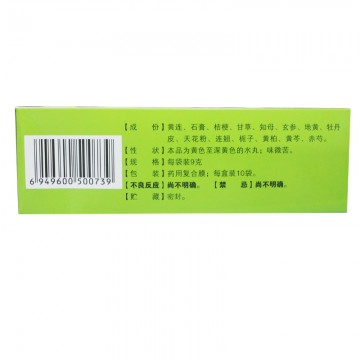 【成　份】黄连、石膏、桔梗、甘草、知母、玄参、地黄、牡丹
皮、天花粉、连翘、栀子、黄柏、黄芩、赤芍。
【性　状】本品为黄色至深黄色的水丸；味微苦。
【规　格】每袋装9克
【包　装】药用复合膜；每盒装10袋。
【不良反应】尚不明确。【禁　忌】尚不明确。
【贮　藏】密封。
6 949600 500739